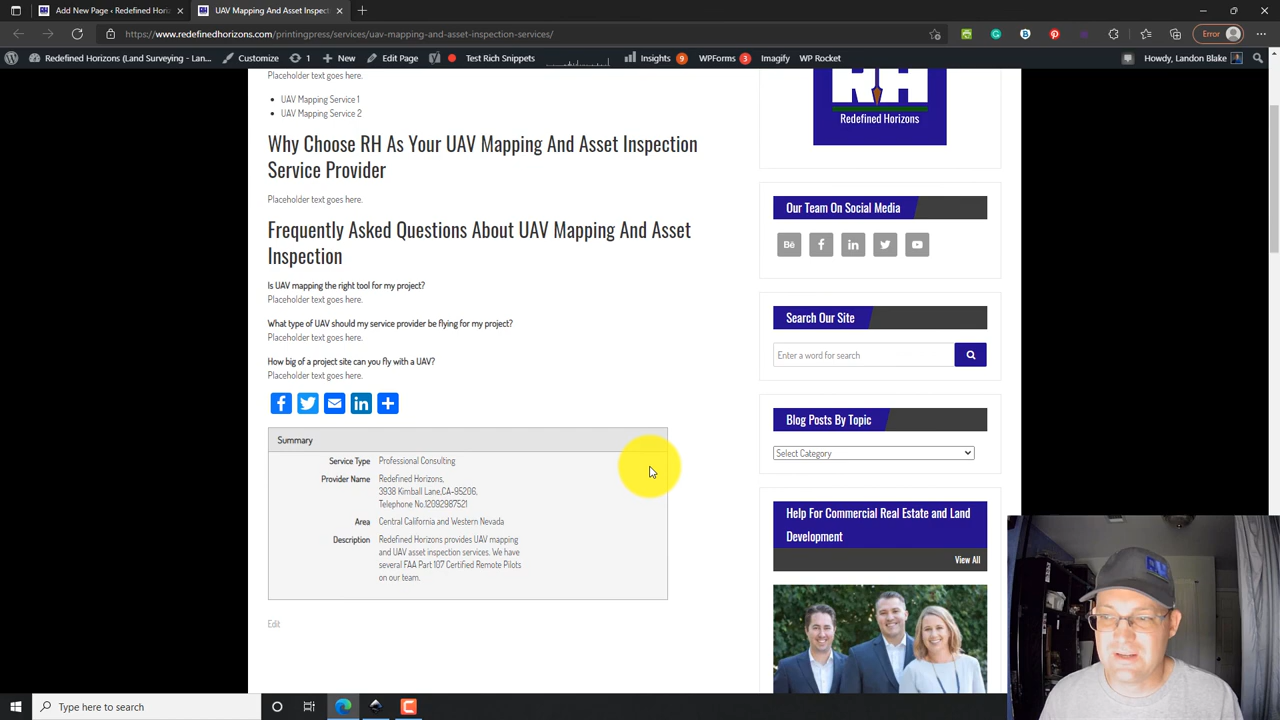 Add New Page ‹ Redefined Hori
UAV Mapping And Asset Inspect
https://www.redefinedhorizons.com/printingpress/services/uav-mapping-and-asset-inspection-services/
Error
Redefined Horizons (Land Surveying - Lan...
Customize
1
New
Edit Page
Test Rich Snippets
Insights 9
WPForms 3
Imagify
WP Rocket
Howdy, Landon Blake
Placeholder text goes here.
UAV Mapping Service 1
UAV Mapping Service 2
Why Choose RH As Your UAV Mapping And Asset Inspection
Service Provider
Placeholder text goes here.
Frequently Asked Questions About UAV Mapping And Asset
Inspection
Is UAV mapping the right tool for my project?
Placeholder text goes here.
What type of UAV should my service provider be flying for my project?
Placeholder text goes here.
How big of a project site can you fly with a UAV?
Placeholder text goes here.
Summary
Service Type Professional Consulting
Provider Name Redefined Horizons,
3938 Kimball Lane,CA-95206,
Telephone No.12092987521
Area Central California and Western Nevada
Description Redefined Horizons provides UAV mapping
and UAV asset inspection services. We have
several FAA Part 107 Certified Remote Pilots
on our team.
Edit
RH
Redefined Horizons
Our Team On Social Media
Bē
Search Our Site
Enter a word for search
Blog Posts By Topic
Select Category
Help For Commercial Real Estate and Land
Development
View All
Type here to search